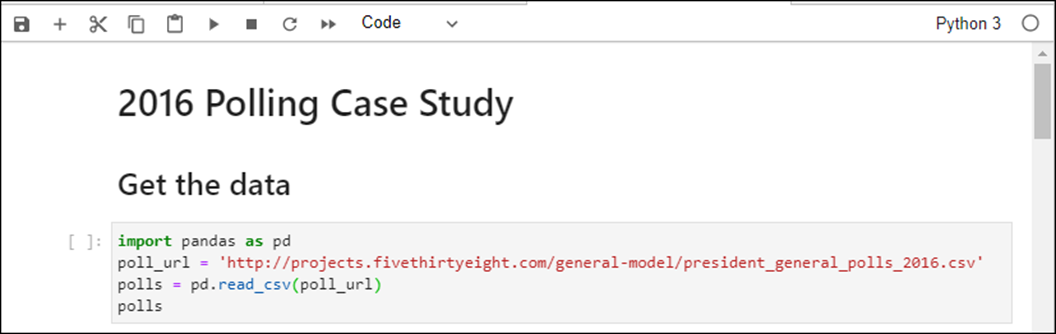 Code Python 3
2016 Polling Case Study
Get the data
[ ]: import pandas as pd
poll_url = 'http://projects.fivethirtyeight.com/general-model/president_general_polls_2016.csv'
polls = pd.read_csv(poll_url)
polls